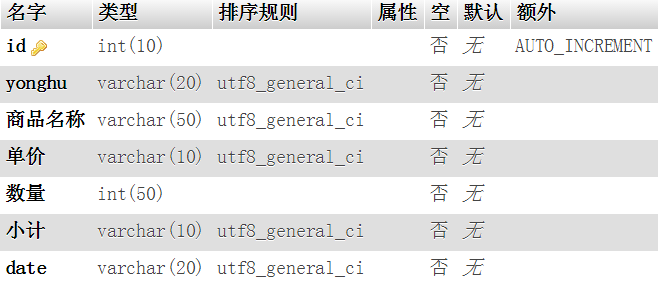 名字 类型 排序规则 属性 空 默认 额外
id int(10) 否 无 AUTO_INCREMENT
yonghu varchar(20) utf8_general_ci 否 无
商品名称 varchar(50) utf8_general_ci 否 无
单价 varchar(10) utf8_general_ci 否 无
数量 int(50) 否 无
小计 varchar(10) utf8_general_ci 否 无
date varchar(20) utf8_general_ci 否 无